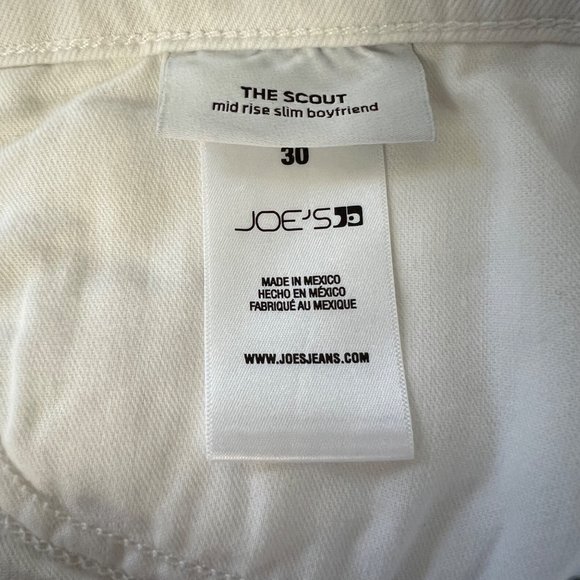 THE SCOUT
mid rise slim boyfriend
30
JOE'S
MADE IN MEXICO
HECHO EN MÉXICO
FABRIQUÉ AU MEXIQUE
WWW.JOESJEANS.COM